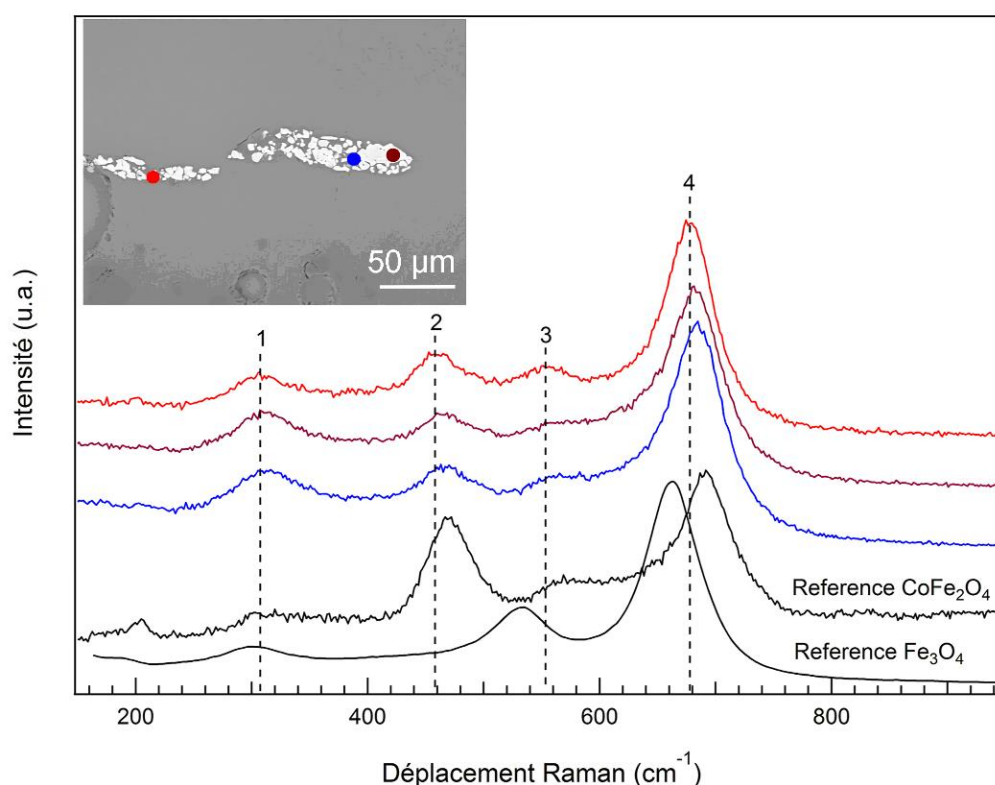 50 µm
1
2
3
4
Intensité (u.a.)
Reference CoFe₂O₄
Reference Fe₃O₄
200
400
600
800
Déplacement Raman (cm⁻¹)